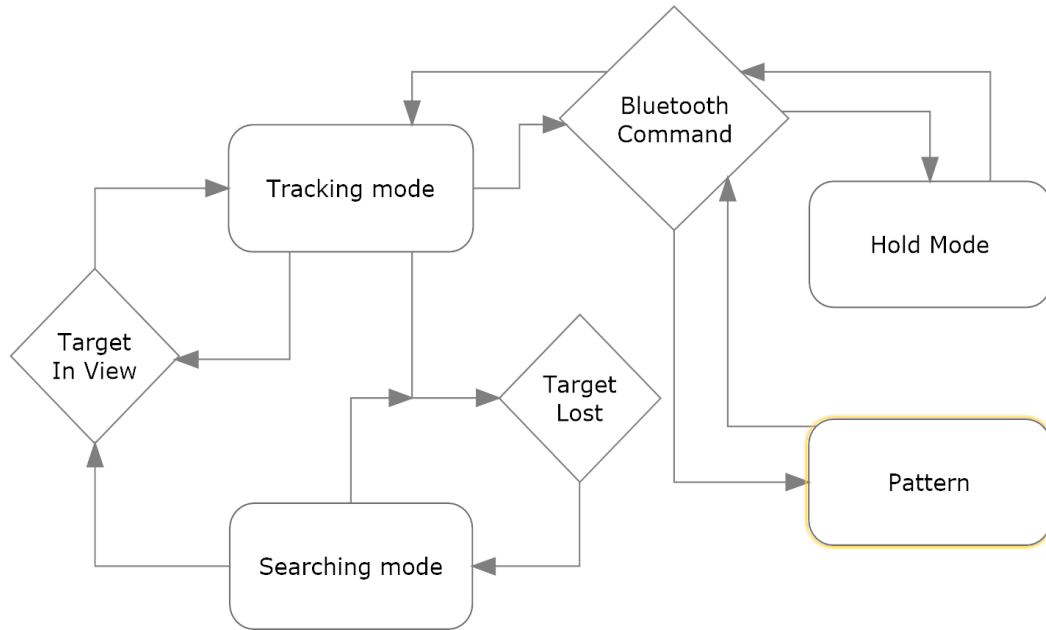 Bluetooth
Command
Tracking mode
Hold Mode
Target
In View
Target
Lost
Pattern
Searching mode